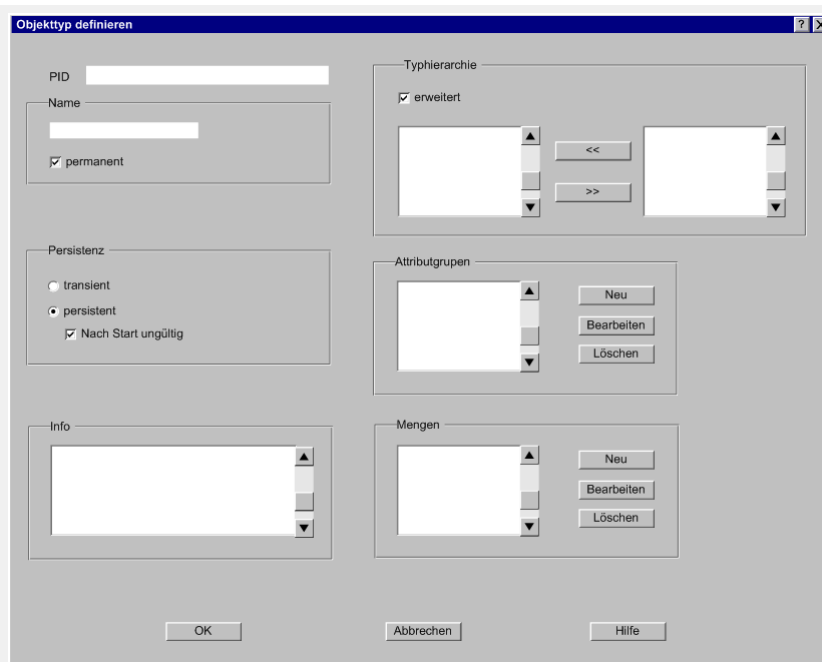 Objekttyp definieren
PID
Name
permanent
Persistenz
transient
persistent
Nach Start ungültig
Info
Typhierarchie
erweitert
<<
>>
Attributgrupen
Neu
Bearbeiten
Löschen
Mengen
Neu
Bearbeiten
Löschen
OK
Abbrechen
Hilfe